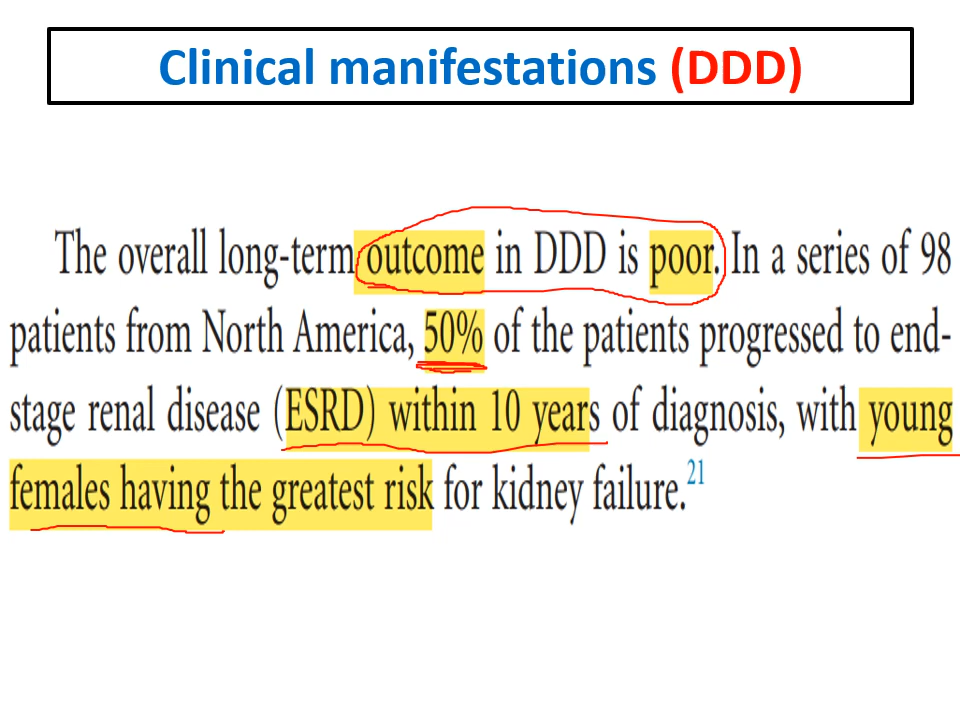 Clinical manifestations (DDD)
The overall long-term outcome in DDD is poor. In a series of 98
patients from North America, 50% of the patients progressed to end-
stage renal disease (ESRD) within 10 years of diagnosis, with young
females having the greatest risk for kidney failure.21